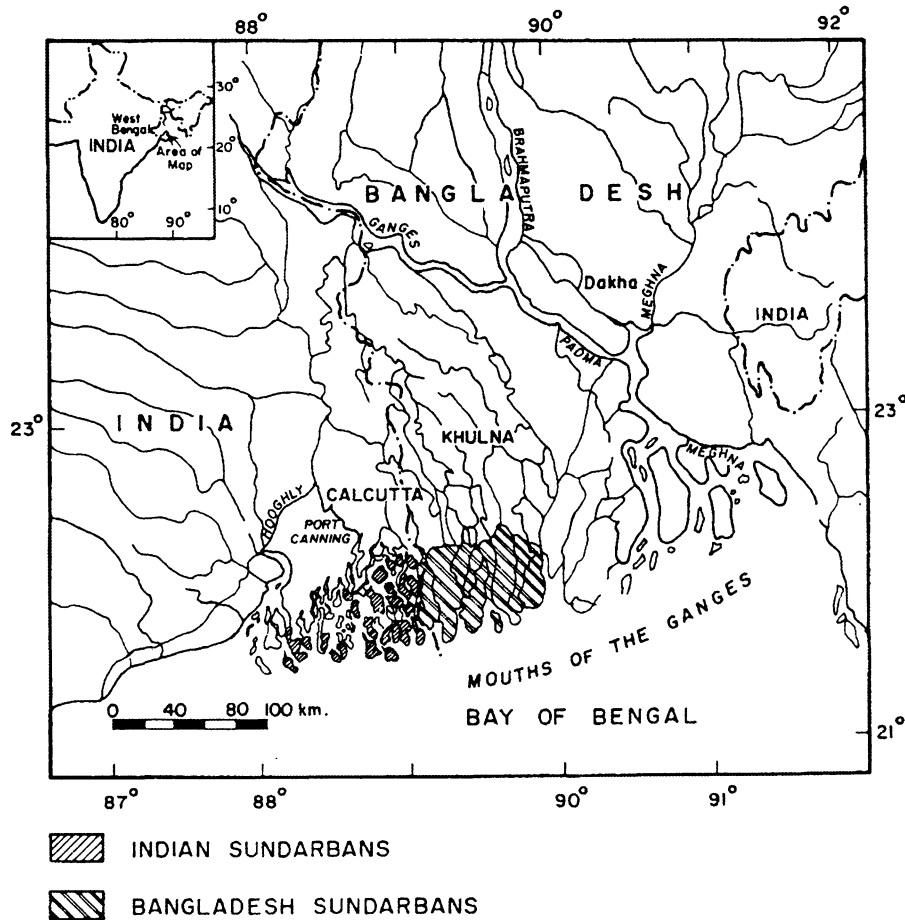 88° 90° 92°
30°
West
Bengal
INDIA
20°
Area of
Map
10°
80° 90°
BANGLA DESH
BRAHMAPUTRA
GANGES
Dakha
MEGHNA
INDIA
PADMA
23° 23°
INDIA
KHULNA
MEGHNA
HOOGHLY
CALCUTTA
PORT
CANNING
MOUTHS OF THE GANGES
0 40 80 100 km.
BAY OF BENGAL
21°
87° 88° 90° 91°
INDIAN SUNDARBANS
BANGLADESH SUNDARBANS